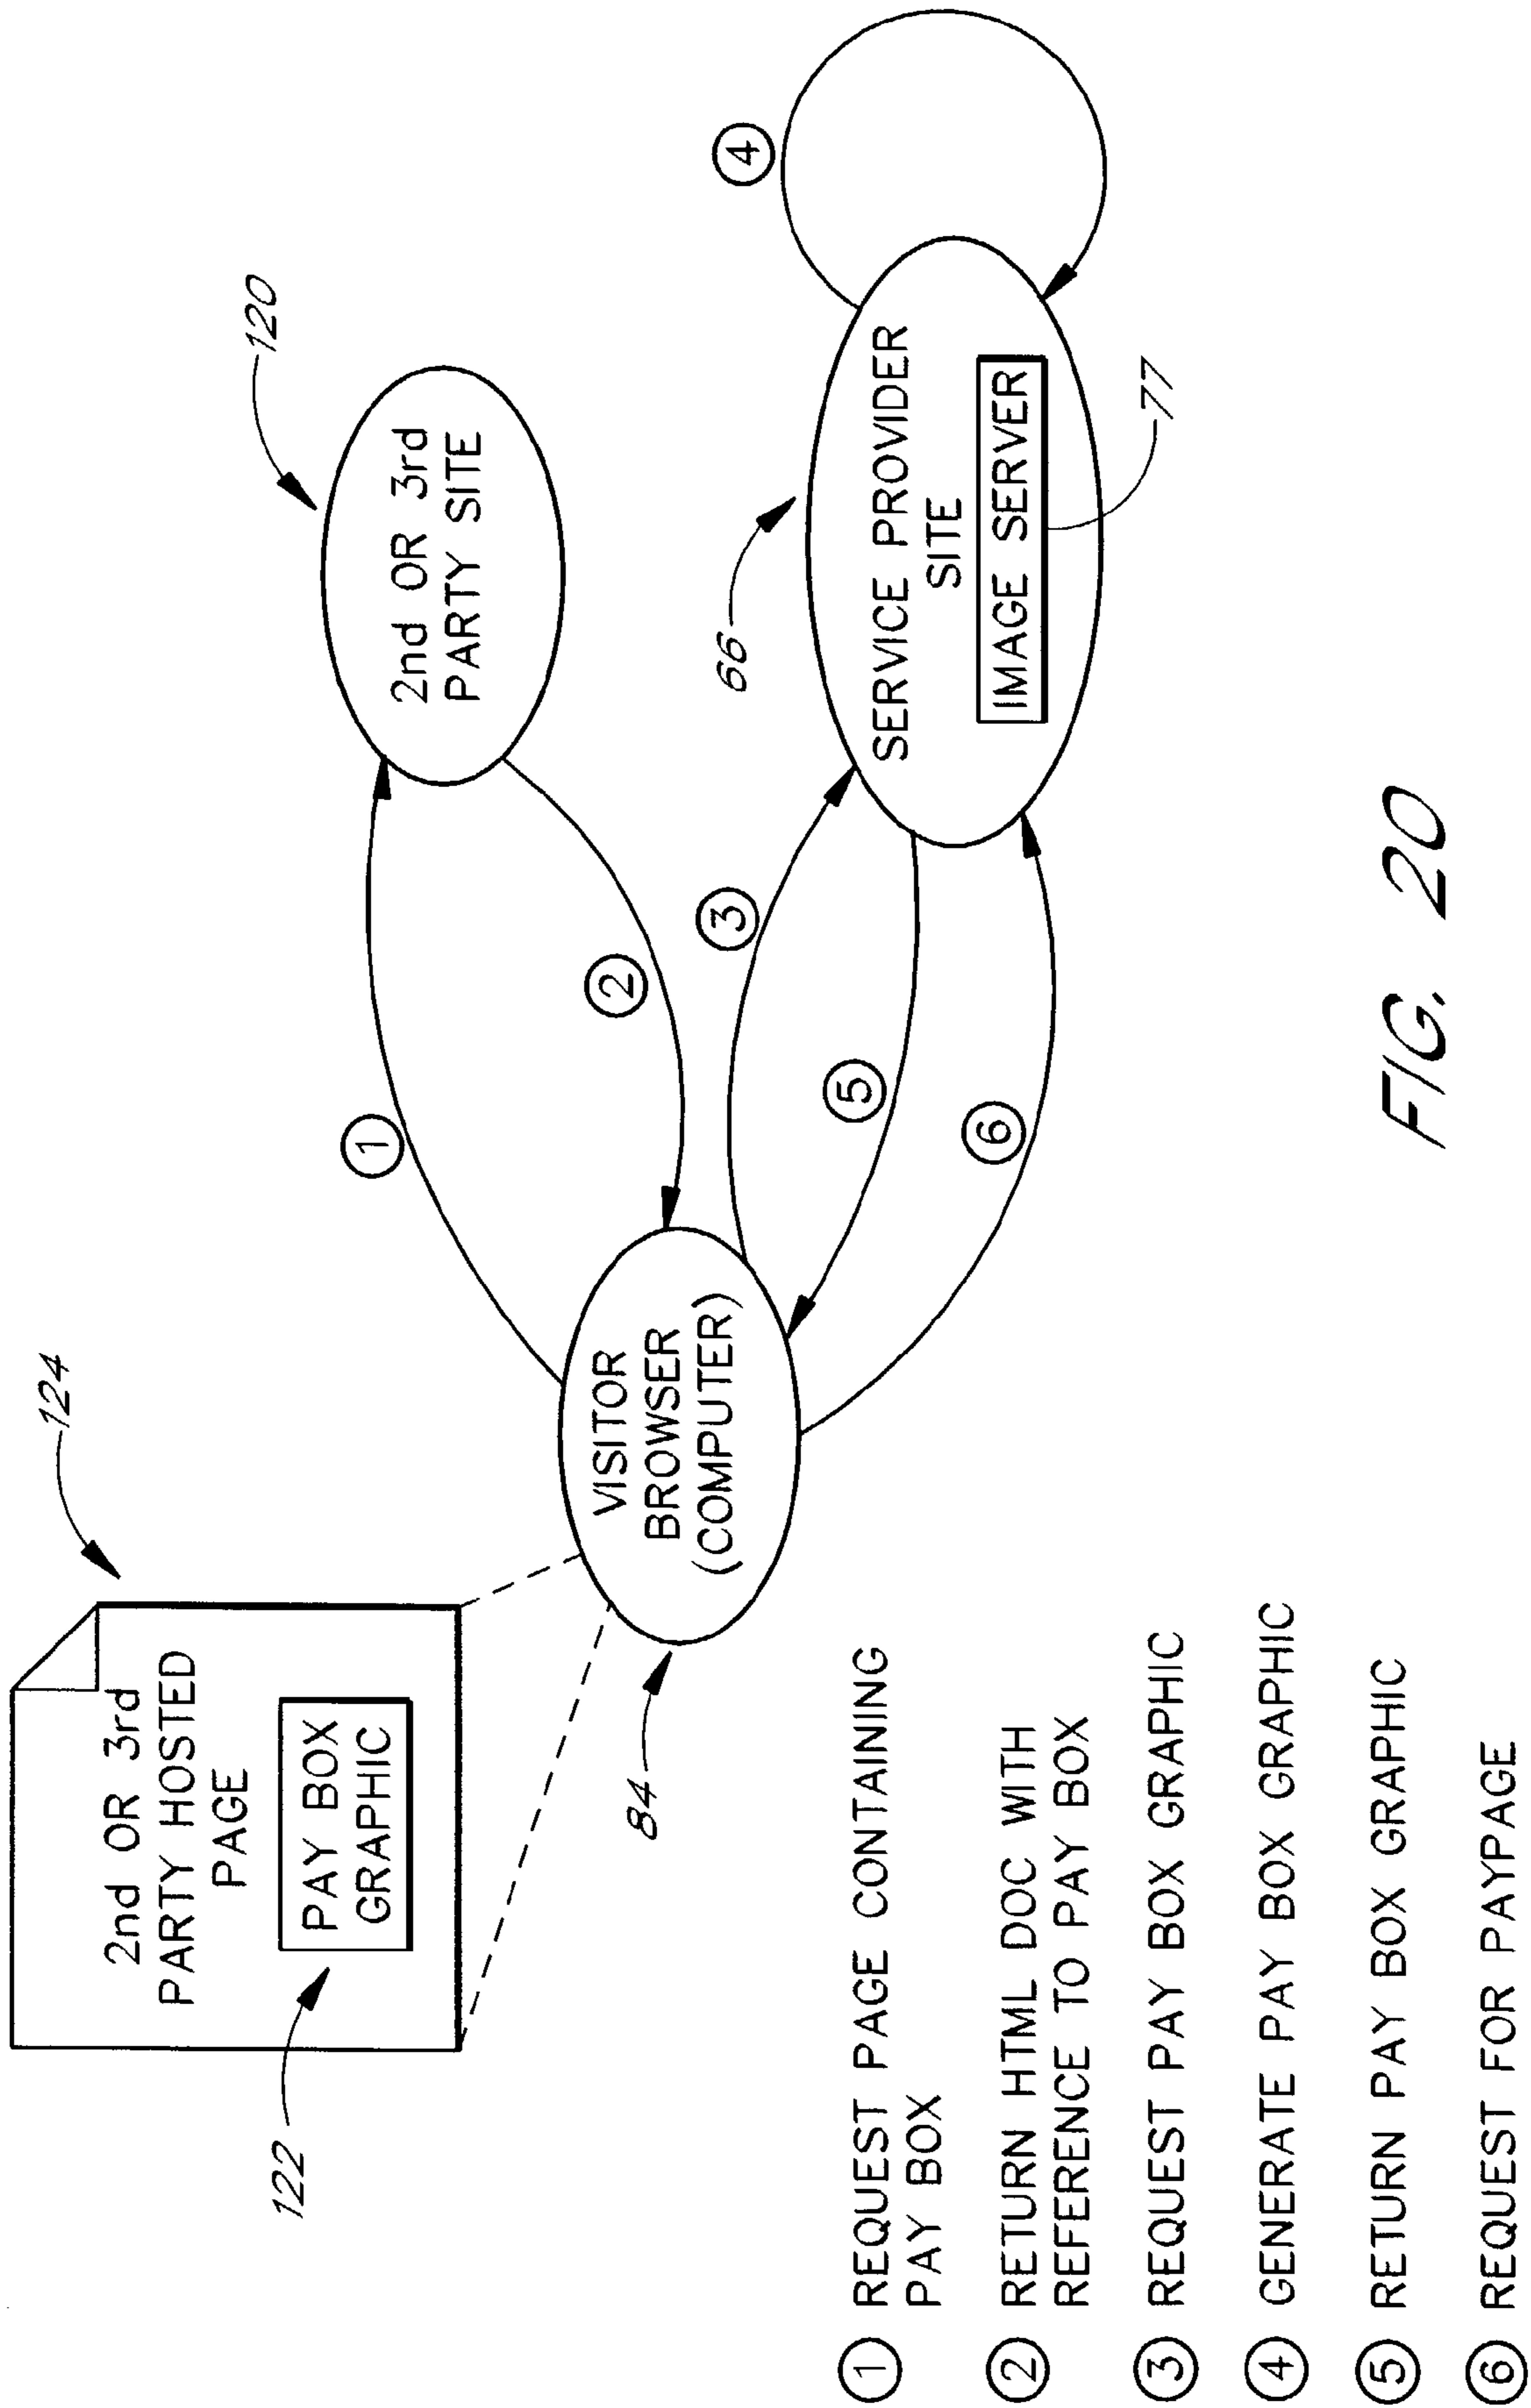 124
2nd OR 3rd
PARTY HOSTED
PAGE
PAY BOX
GRAPHIC
122
84
VISITOR
BROWSER
(COMPUTER)
1
2
2nd OR 3rd
PARTY SITE
120
3
5
6
66
SERVICE PROVIDER
SITE
IMAGE SERVER
77
4
1 REQUEST PAGE CONTAINING
PAY BOX
2 RETURN HTML DOC WITH
REFERENCE TO PAY BOX
3 REQUEST PAY BOX GRAPHIC
4 GENERATE PAY BOX GRAPHIC
5 RETURN PAY BOX GRAPHIC
6 REQUEST FOR PAYPAGE
FIG. 20